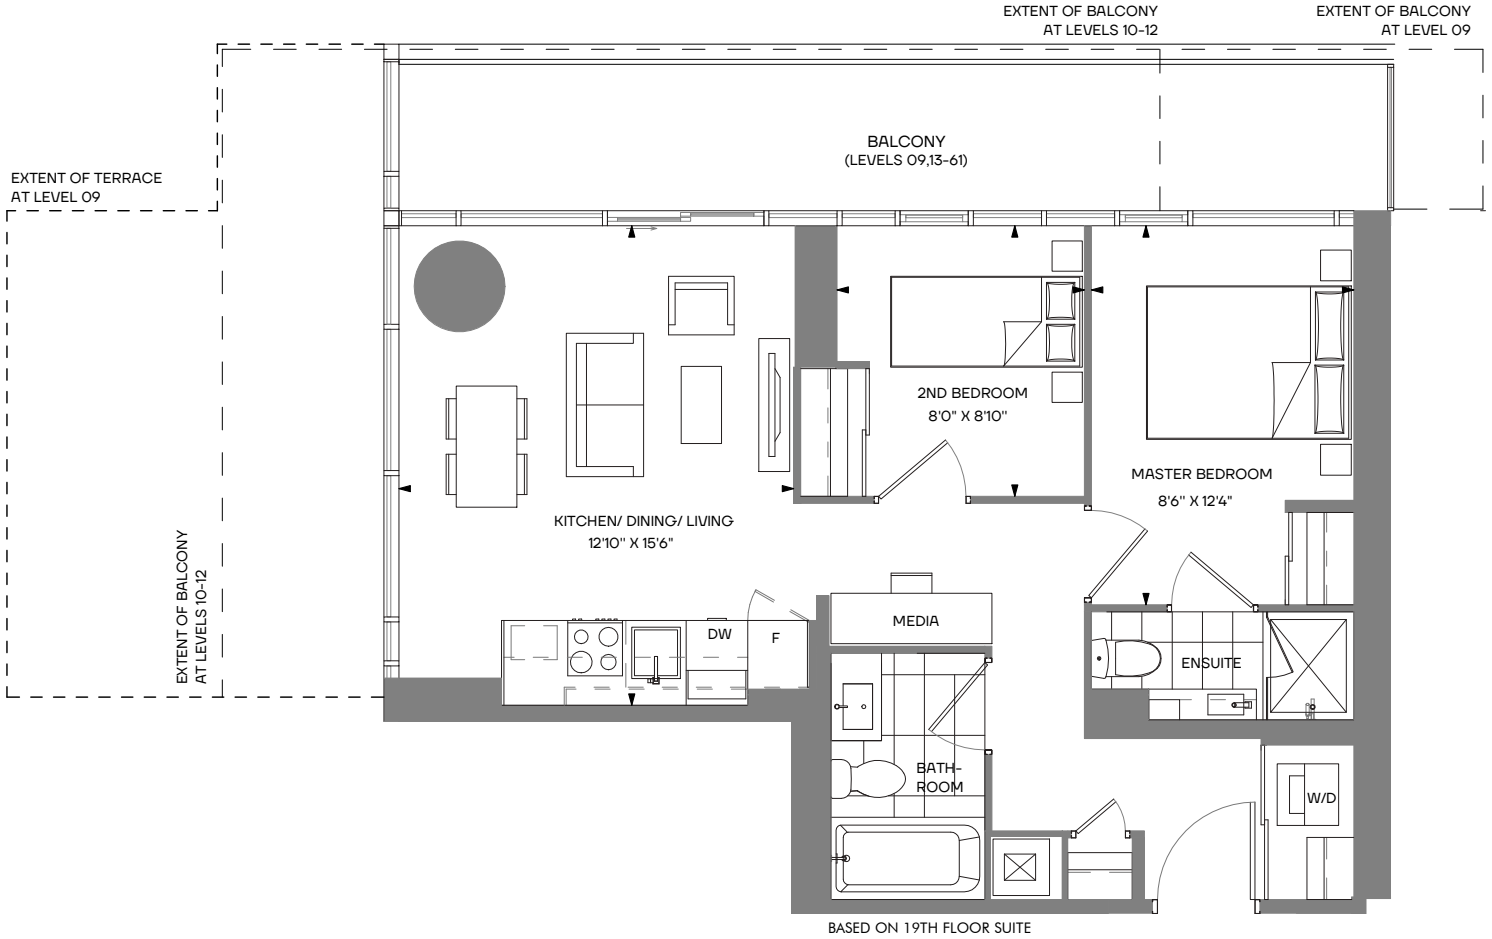 EXTENT OF BALCONY
AT LEVELS 10-12
EXTENT OF BALCONY
AT LEVEL 09
BALCONY
(LEVELS 09,13-61)
EXTENT OF TERRACE
AT LEVEL 09
2ND BEDROOM
8'0" X 8'10"
MASTER BEDROOM
8'6" X 12'4"
KITCHEN/ DINING/ LIVING
12'10" X 15'6"
EXTENT OF BALCONY
AT LEVELS 10-12
MEDIA
DW
F
ENSUITE
BATH-
ROOM
W/D
BASED ON 19TH FLOOR SUITE